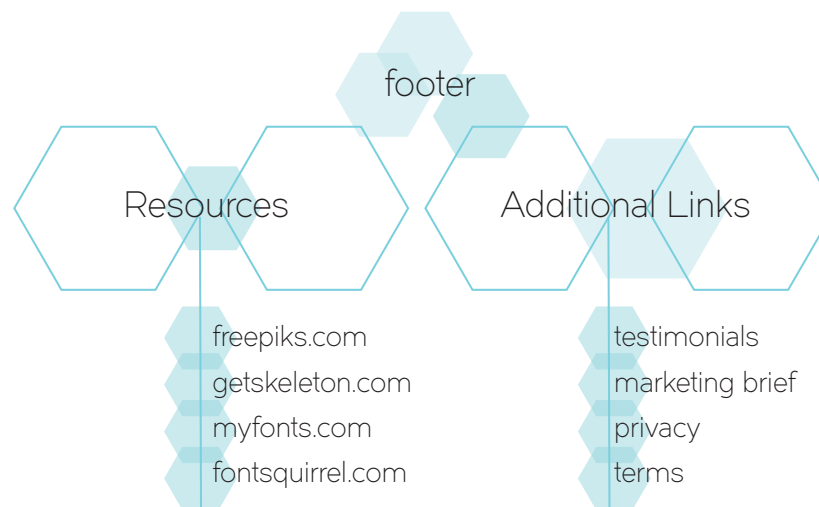 footer
Resources
Additional Links
freepiks.com
getskeleton.com
myfonts.com
fontsquirrel.com
testimonials
marketing brief
privacy
terms